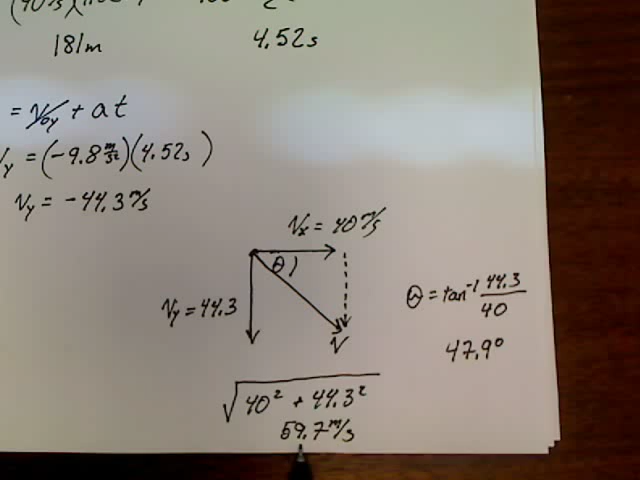 181m 4.52s
= V₀y + at
Vy = (-9.8 m/s²)(4.52s)
Vy = -44.3 m/s
Vx = 40 m/s
θ
Vy = 44.3
V
θ = tan⁻¹ 44.3/40
47.9°
√40² + 44.3²
59.7 m/s